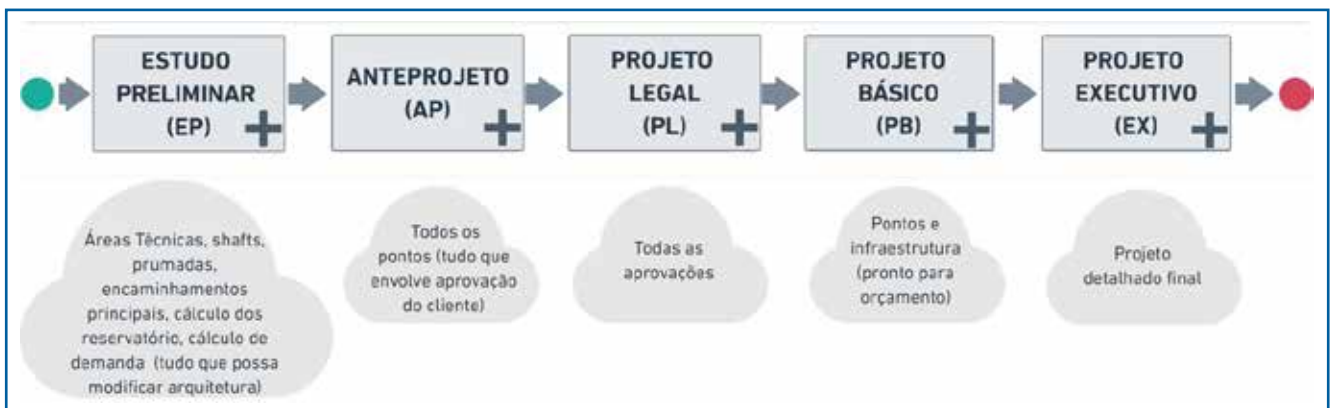 ESTUDO
PRELIMINAR
(EP)
ANTEPROJETO
(AP)
PROJETO
LEGAL
(PL)
PROJETO
BÁSICO
(PB)
PROJETO
EXECUTIVO
(EX)
Áreas Técnicas, shafts,
prumadas,
encaminhamentos
principais, cálculo dos
reservatório, cálculo de
demanda (tudo que possa
modificar arquitetura)
Todos os
pontos (tudo que
envolve aprovação
do cliente)
Todas as
aprovações
Pontos e
infraestrutura
(pronto para
orçamento)
Projeto
detalhado final